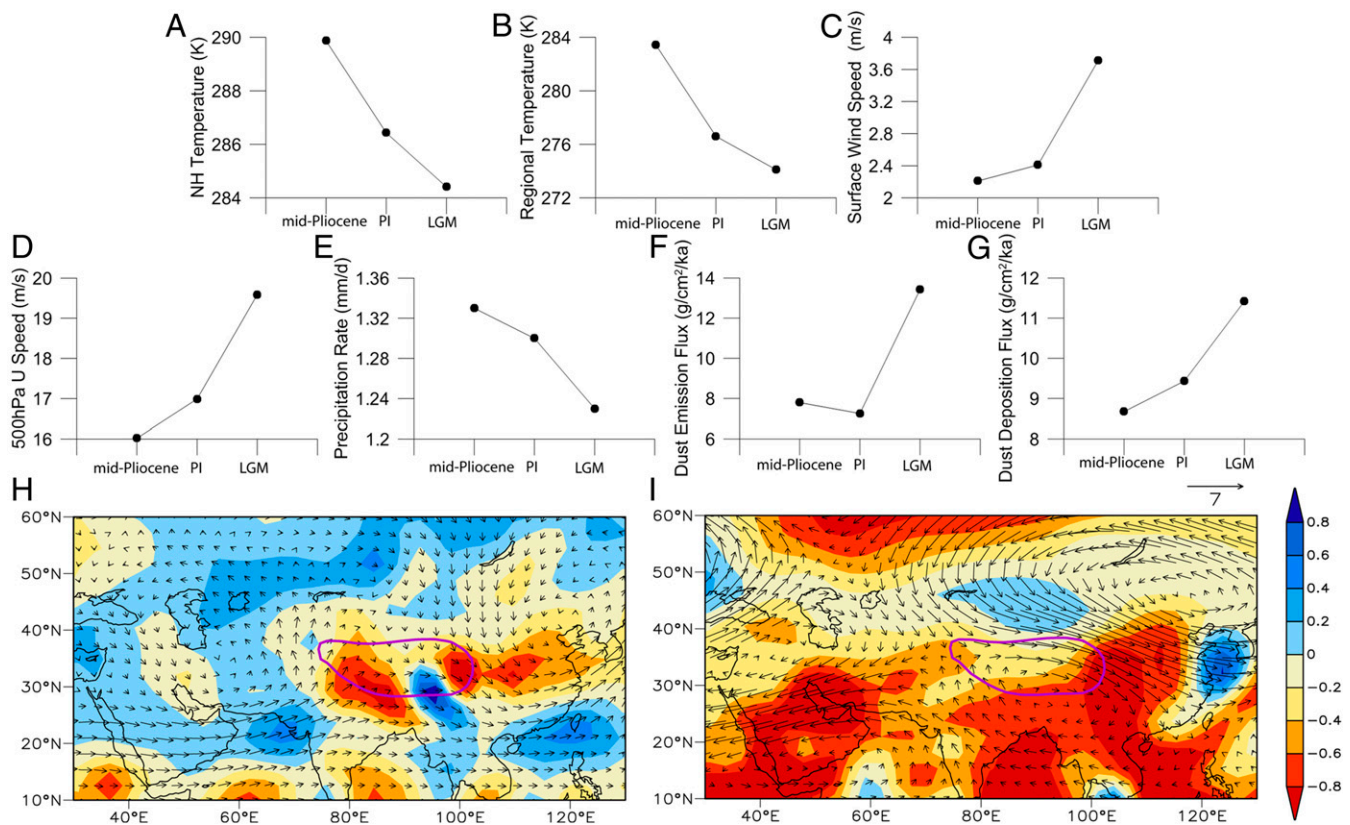 A
NH Temperature (K)
290
288
286
284
mid-Pliocene PI LGM
B
Regional Temperature (K)
284
280
276
272
mid-Pliocene PI LGM
C
Surface Wind Speed (m/s)
4
3.6
3.2
2.8
2.4
2
mid-Pliocene PI LGM
D
500hPa U Speed (m/s)
20
19
18
17
16
mid-Pliocene PI LGM
E
Precipitation Rate (mm/d)
1.36
1.32
1.28
1.24
1.2
mid-Pliocene PI LGM
F
Dust Emission Flux (g/cm²/ka)
14
12
10
8
6
mid-Pliocene PI LGM
G
Dust Deposition Flux (g/cm²/ka)
12
11
10
9
8
mid-Pliocene PI LGM
H
60°N
50°N
40°N
30°N
20°N
10°N
40°E 60°E 80°E 100°E 120°E
I
7
60°N
50°N
40°N
30°N
20°N
10°N
40°E 60°E 80°E 100°E 120°E
0.8
0.6
0.4
0.2
0
−0.2
−0.4
−0.6
−0.8